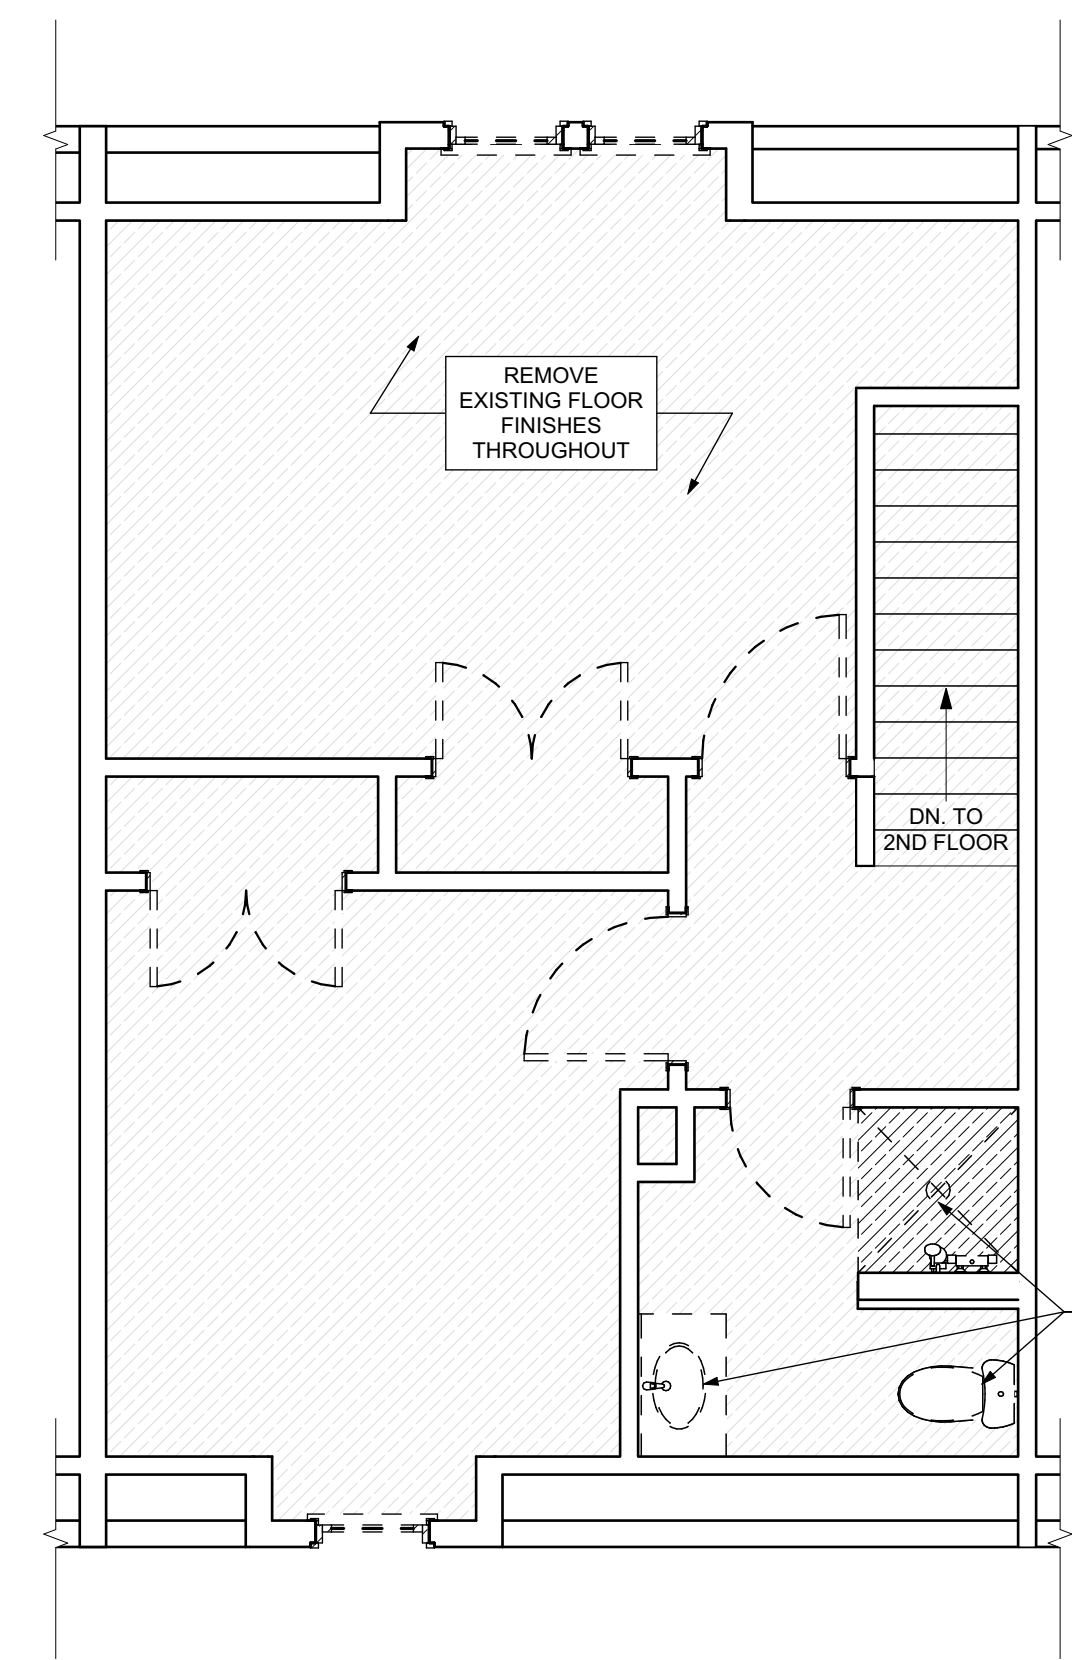 REMOVE
EXISTING FLOOR
FINISHES
THROUGHOUT
DN. TO
2ND FLOOR